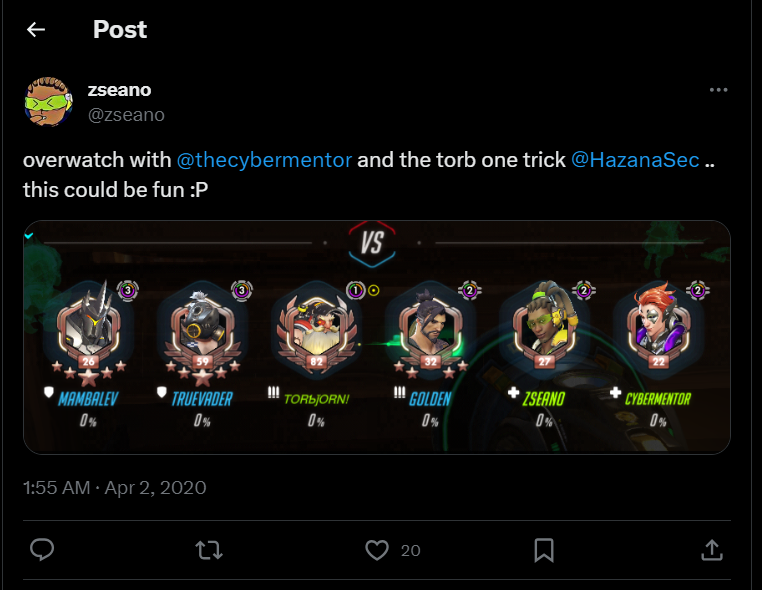 Post
zseano
@zseano
overwatch with @thecybermentor and the torb one trick @HazanaSec ..
this could be fun :P
VS
3 3 1 2 2 2
26 59 82 32 27 22
MAMBALEV TRUEVADER TORЬJORN! GOLDEN ZSEANO CYBERMENTOR
0% 0% 0% 0% 0% 0%
1:55 AM · Apr 2, 2020
20